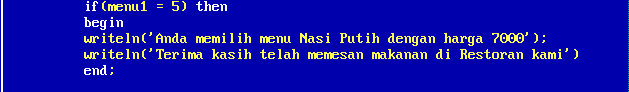 if(menu1 = 5) then
begin
writeln('Anda memilih menu Nasi Putih dengan harga 7000');
writeln('Terima kasih telah memesan makanan di Restoran kami')
end;